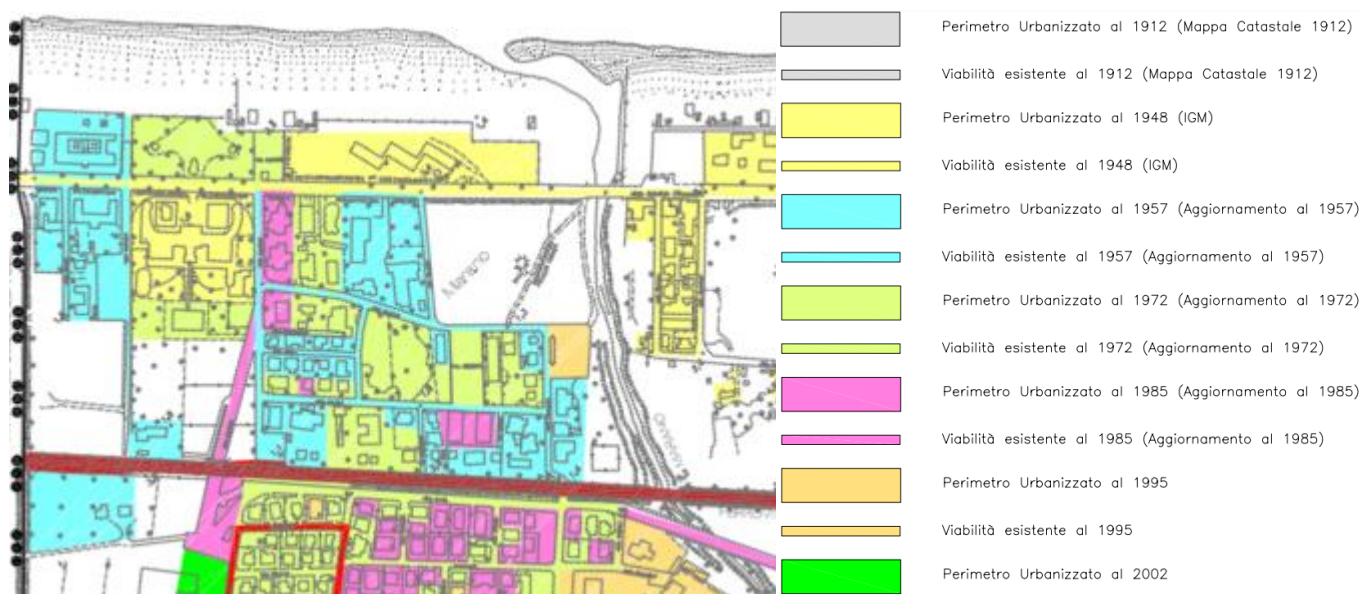 Perimetro Urbanizzato al 1912 (Mappa Catastale 1912)
Viabilità esistente al 1912 (Mappa Catastale 1912)
Perimetro Urbanizzato al 1948 (IGM)
Viabilità esistente al 1948 (IGM)
Perimetro Urbanizzato al 1957 (Aggiornamento al 1957)
Viabilità esistente al 1957 (Aggiornamento al 1957)
Perimetro Urbanizzato al 1972 (Aggiornamento al 1972)
Viabilità esistente al 1972 (Aggiornamento al 1972)
Perimetro Urbanizzato al 1985 (Aggiornamento al 1985)
Viabilità esistente al 1985 (Aggiornamento al 1985)
Perimetro Urbanizzato al 1995
Viabilità esistente al 1995
Perimetro Urbanizzato al 2002
Marano
MARANO